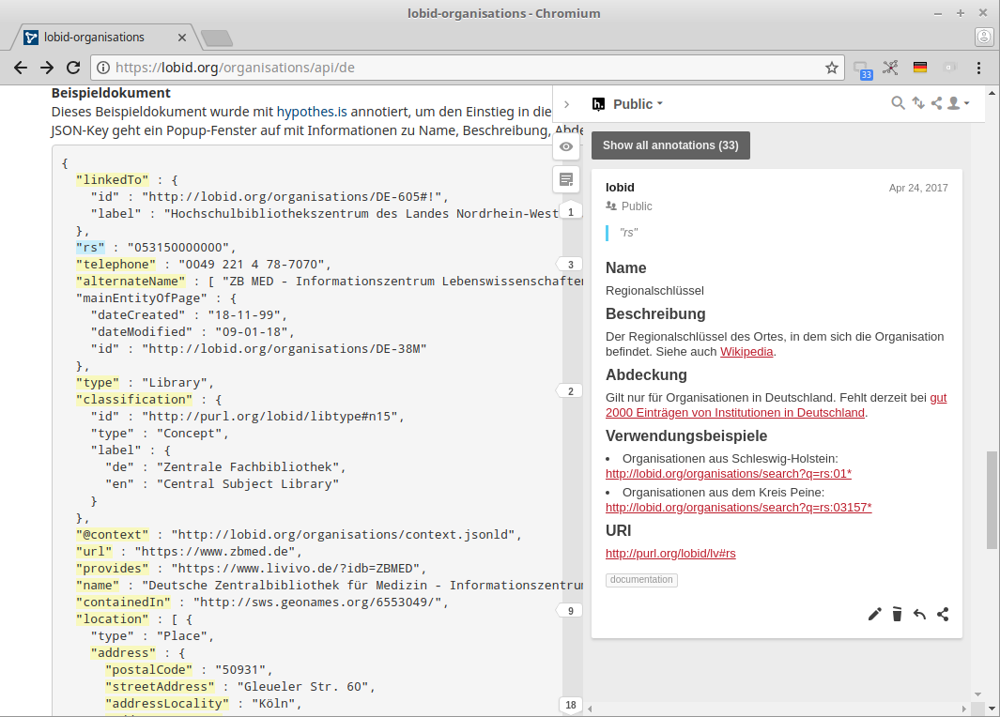 lobid-organisations - Chromium
lobid-organisations
https://lobid.org/organisations/api/de
33
Beispieldokument
Dieses Beispieldokument wurde mit hypothes.is annotiert, um den Einstieg in die
JSON-Key geht ein Popup-Fenster auf mit Informationen zu Name, Beschreibung, Abde
{
"linkedTo" : {
"id" : "http://lobid.org/organisations/DE-605#!",
"label" : "Hochschulbibliothekszentrum des Landes Nordrhein-West
},
"rs" : "053150000000",
"telephone" : "0049 221 4 78-7070",
"alternateName" : [ "ZB MED - Informationszentrum Lebenswissenschaften
"mainEntityOfPage" : {
"dateCreated" : "18-11-99",
"dateModified" : "09-01-18",
"id" : "http://lobid.org/organisations/DE-38M"
},
"type" : "Library",
"classification" : {
"id" : "http://purl.org/lobid/libtype#n15",
"type" : "Concept",
"label" : {
"de" : "Zentrale Fachbibliothek",
"en" : "Central Subject Library"
}
},
"@context" : "http://lobid.org/organisations/context.jsonld",
"url" : "https://www.zbmed.de",
"provides" : "https://www.livivo.de/?idb=ZBMED",
"name" : "Deutsche Zentralbibliothek für Medizin - Informationszentrum
"containedIn" : "http://sws.geonames.org/6553049/",
"location" : [ {
"type" : "Place",
"address" : {
"postalCode" : "50931",
"streetAddress" : "Gleueler Str. 60",
"addressLocality" : "Köln",
1
3
2
9
18
h. Public
Show all annotations (33)
lobid Apr 24, 2017
Public
"rs"
Name
Regionalschlüssel
Beschreibung
Der Regionalschlüssel des Ortes, in dem sich die Organisation
befindet. Siehe auch Wikipedia.
Abdeckung
Gilt nur für Organisationen in Deutschland. Fehlt derzeit bei gut
2000 Einträgen von Institutionen in Deutschland.
Verwendungsbeispiele
• Organisationen aus Schleswig-Holstein:
http://lobid.org/organisations/search?q=rs:01*
• Organisationen aus dem Kreis Peine:
http://lobid.org/organisations/search?q=rs:03157*
URI
http://purl.org/lobid/lv#rs
documentation